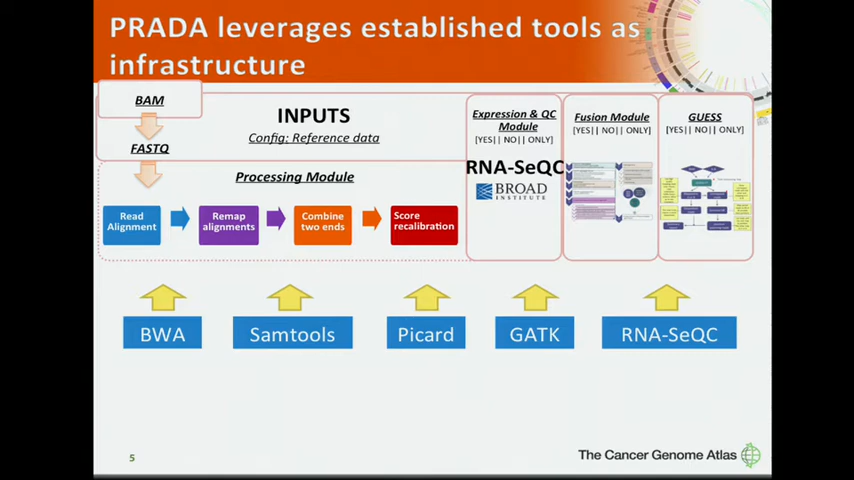 PRADA leverages established tools as
infrastructure
BAM
FASTQ
INPUTS
Config; Reference data
Processing Module
Read
Alignment
Remap
alignments
Combine
two ends
Score
recalibration
Expression & QC
Module
[YES|| NO|| ONLY]
RNA-SeQC
BROAD
INSTITUTE
Fusion Module
[YES|| NO|| ONLY]
GUESS
[YES|| NO|| ONLY]
BWA
Samtools
Picard
GATK
RNA-SeQC
5
The Cancer Genome Atlas